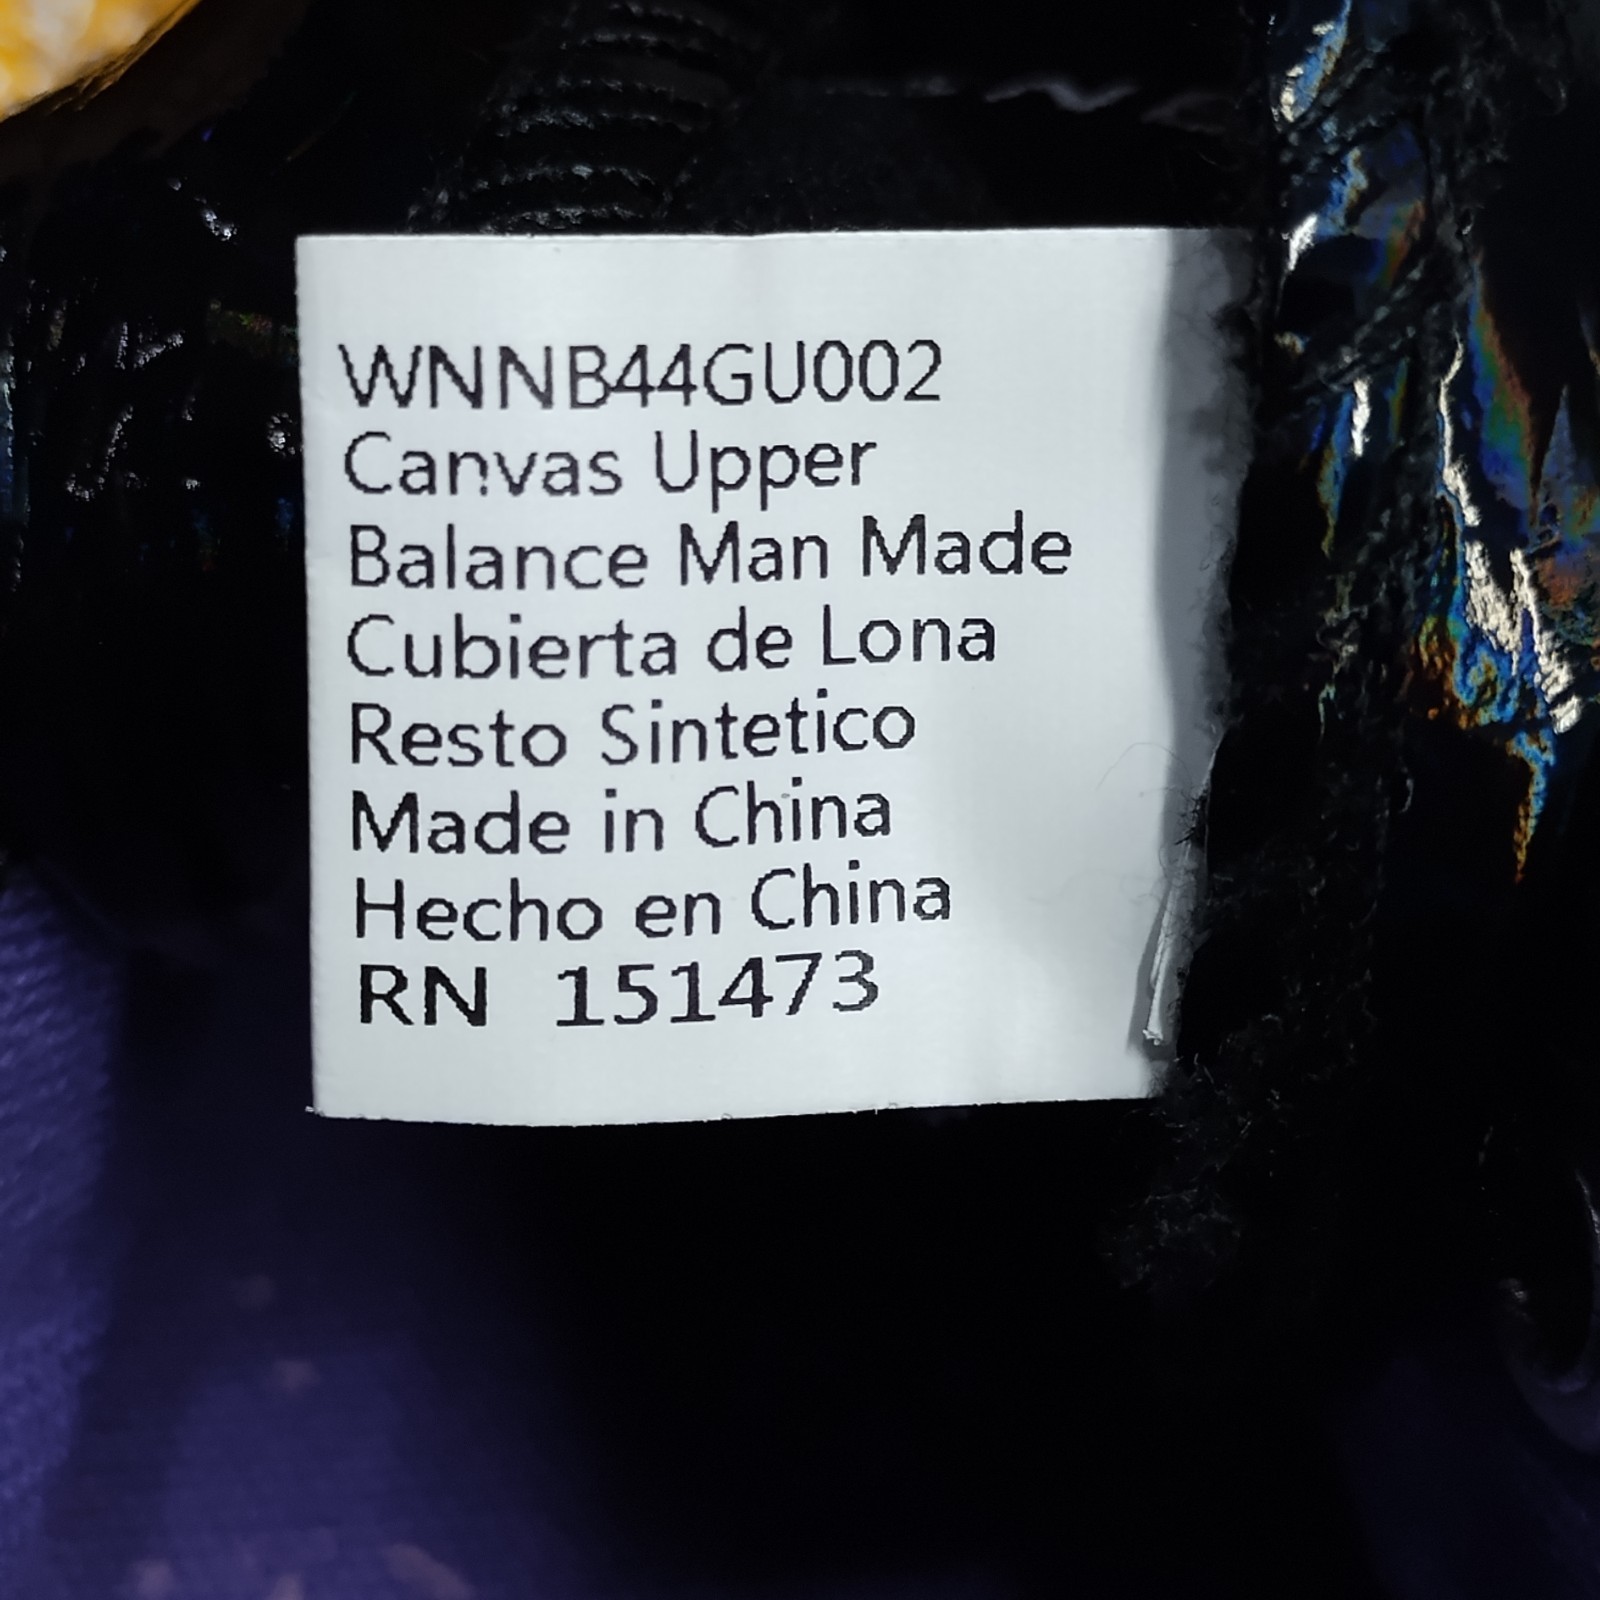 WNNB44GU002
Canvas Upper
Balance Man Made
Cubierta de Lona
Resto Sintetico
Made in China
Hecho en China
RN 151473